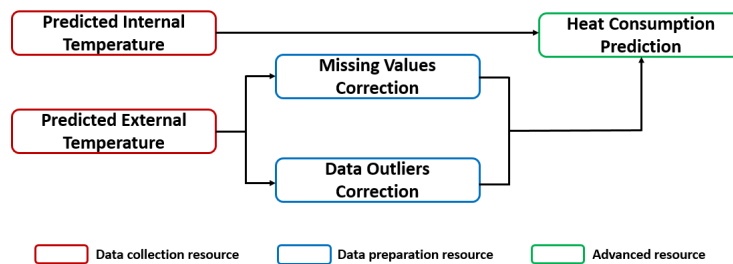 Predicted Internal
Temperature
Heat Consumption
Prediction
Missing Values
Correction
Predicted External
Temperature
Data Outliers
Correction
Data collection resource
Data preparation resource
Advanced resource